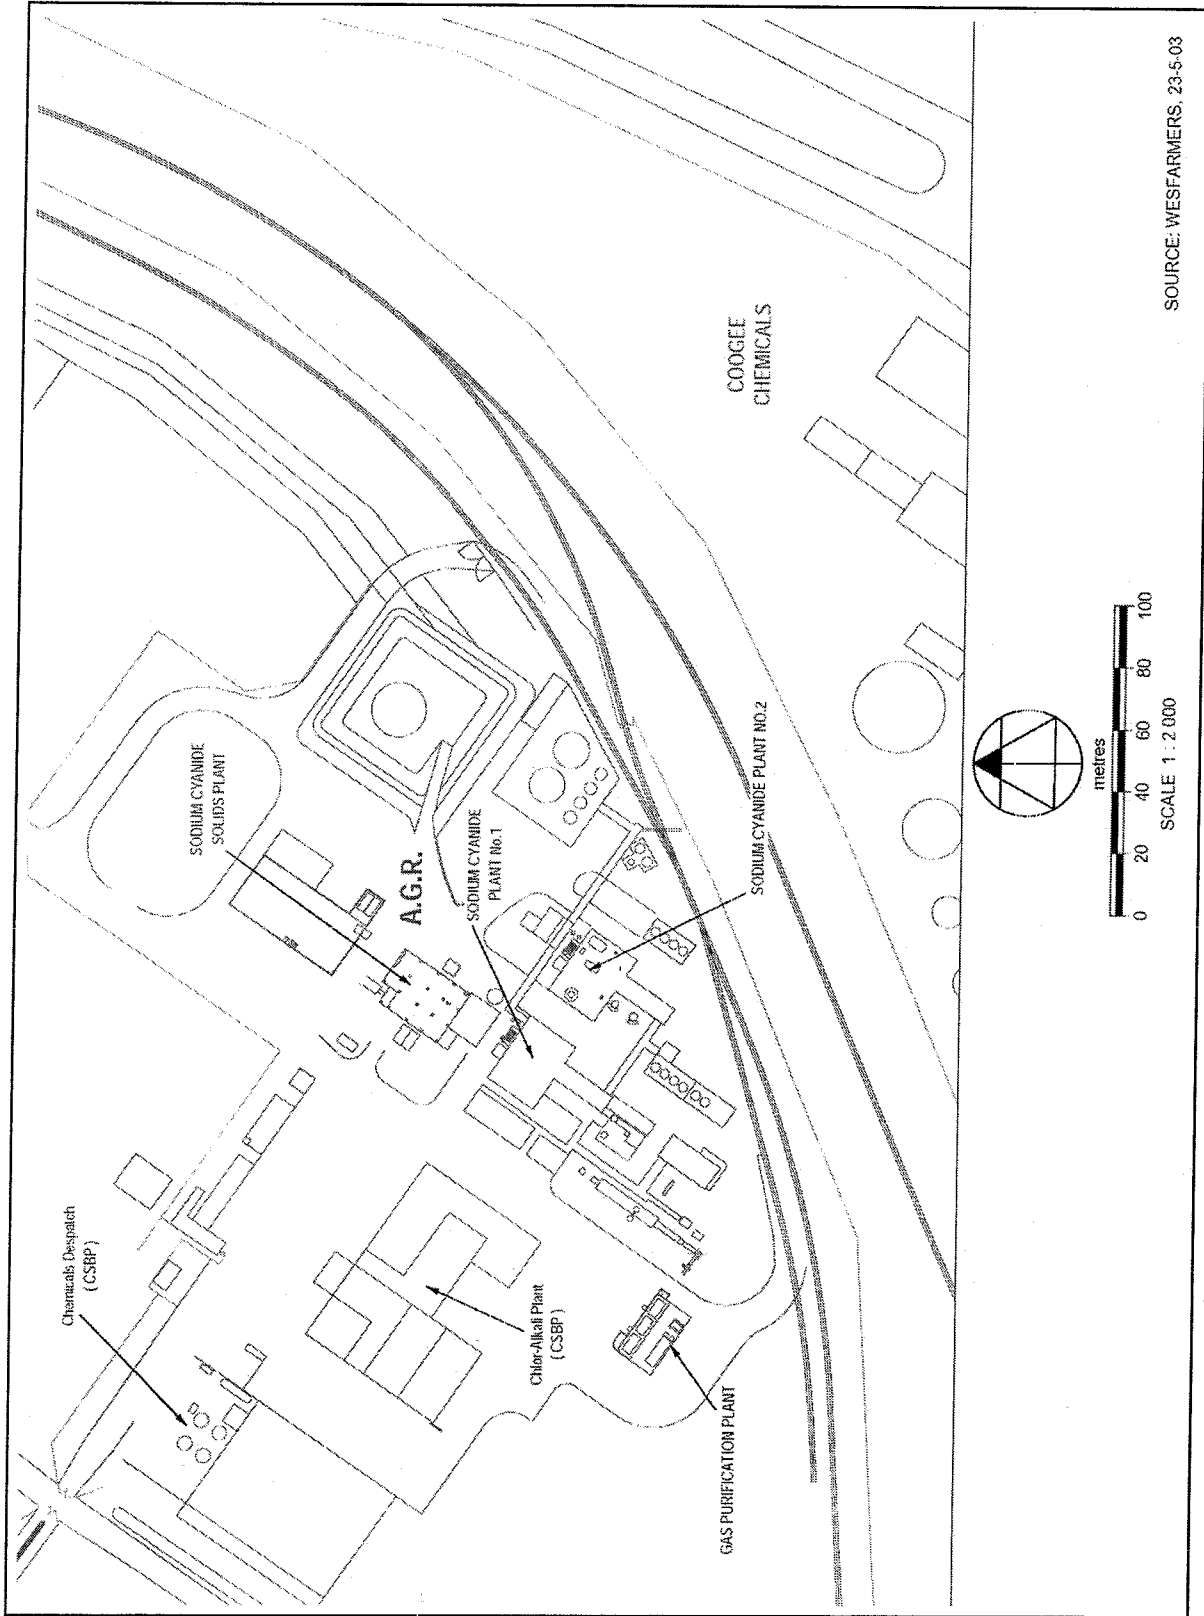 Chemicals Despatch
( CSBP )
SODIUM CYANIDE
SOLIDS PLANT
A.G.R.
SODIUM CYANIDE
PLANT No.1
Chlor-Alkali Plant
( CSBP )
GAS PURIFICATION PLANT
SODIUM CYANIDE PLANT NO.2
COOGEE
CHEMICALS
metres
0 20 40 60 80 100
SCALE 1 : 2 000
SOURCE: WESFARMERS, 23-5-03